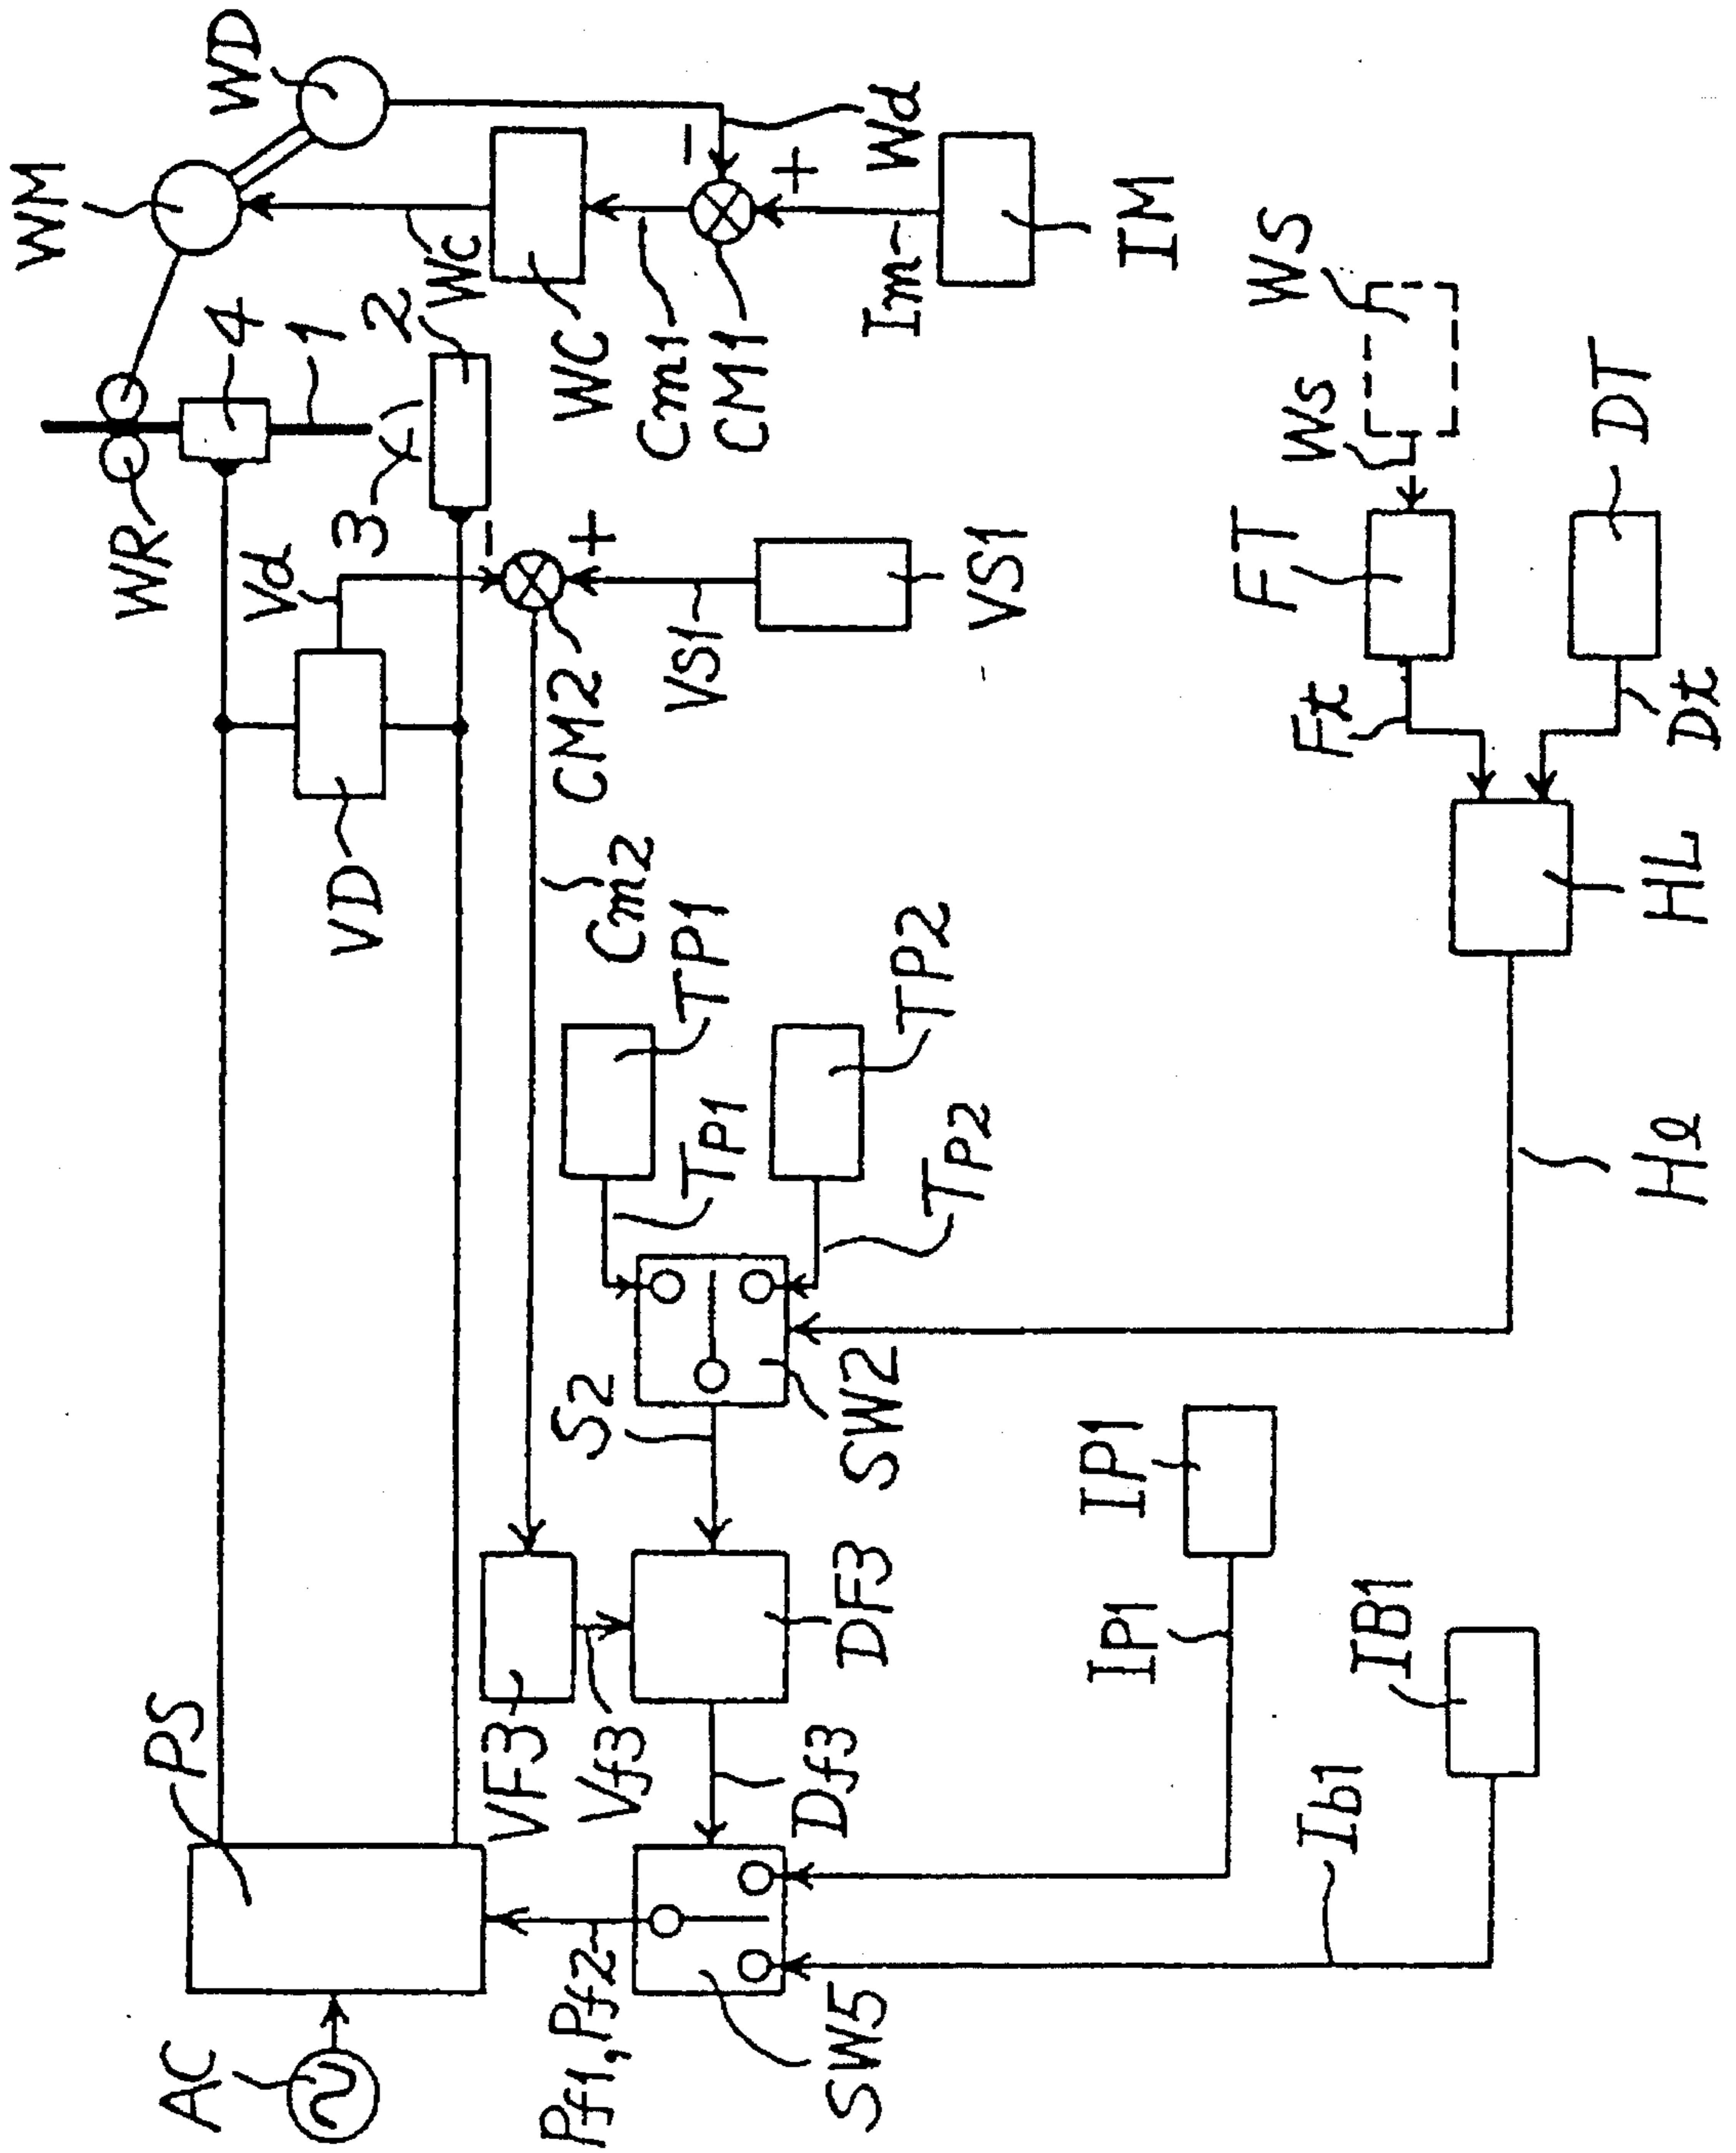 AC
PS
VD
Vd
WR
4
1
3
2
WM
WD
Wc
WC
Cm1
CM1
Wd
Im
IM
-
+
-
+
CM2
Cm2
VS1
VS1
VF3
Vf3
S2
TP1
TP1
TP2
TP2
SW2
DF3
Df3
Pf1, Pf2
SW5
IP1
IP1
IB1
Ib1
WS
Ws
FT
Ft
DT
Dt
HL
Hl